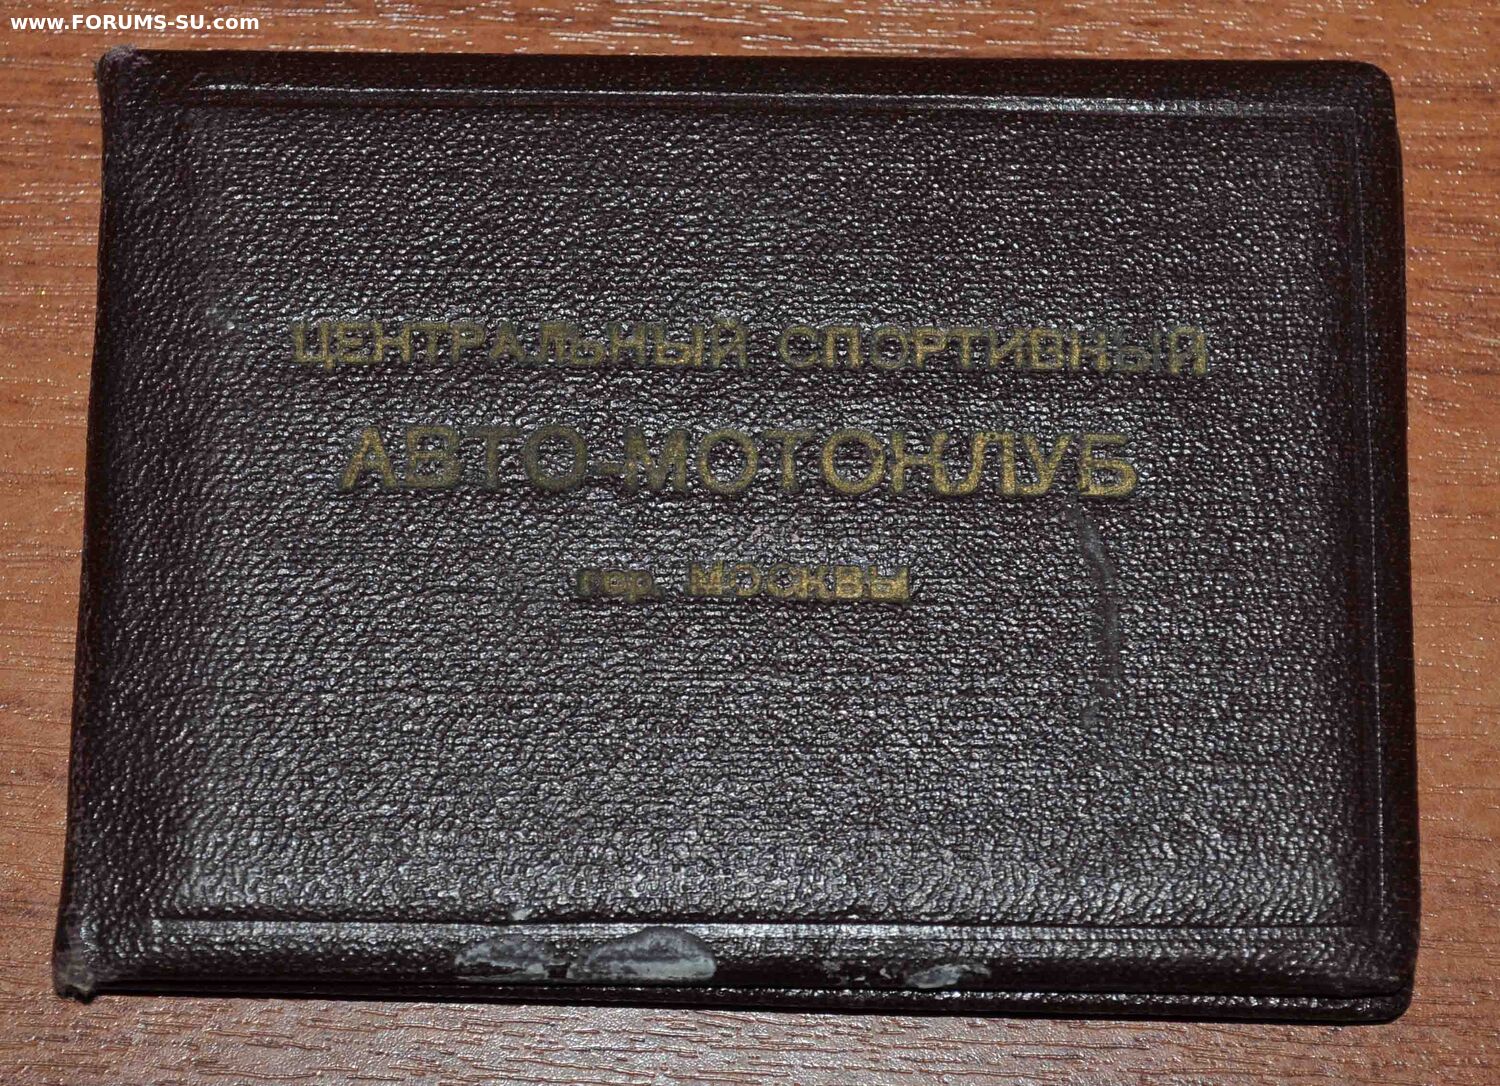 www.FORUMS-SU.com
ЦЕНТРАЛЬНЫЙ СПОРТИВНЫЙ
АВТО-МОТОКЛУБ
гор. МОСКВЫ